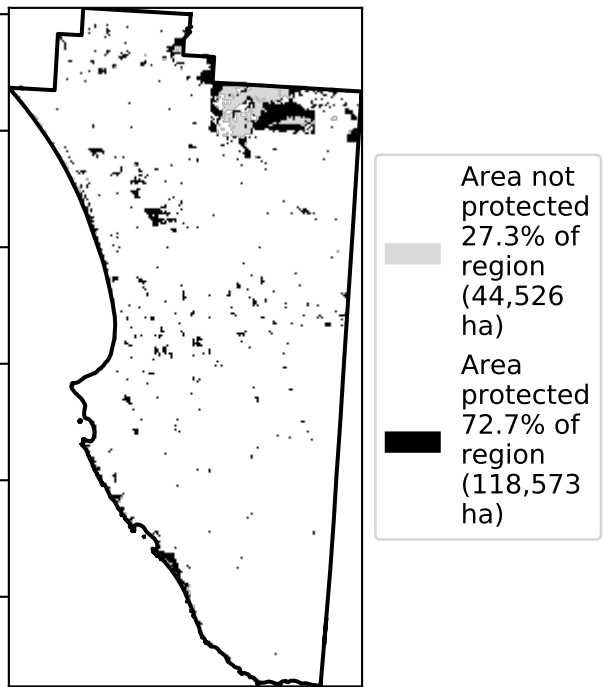 Area not
protected
27.3% of
region
(44,526
ha)
Area
protected
72.7% of
region
(118,573
ha)